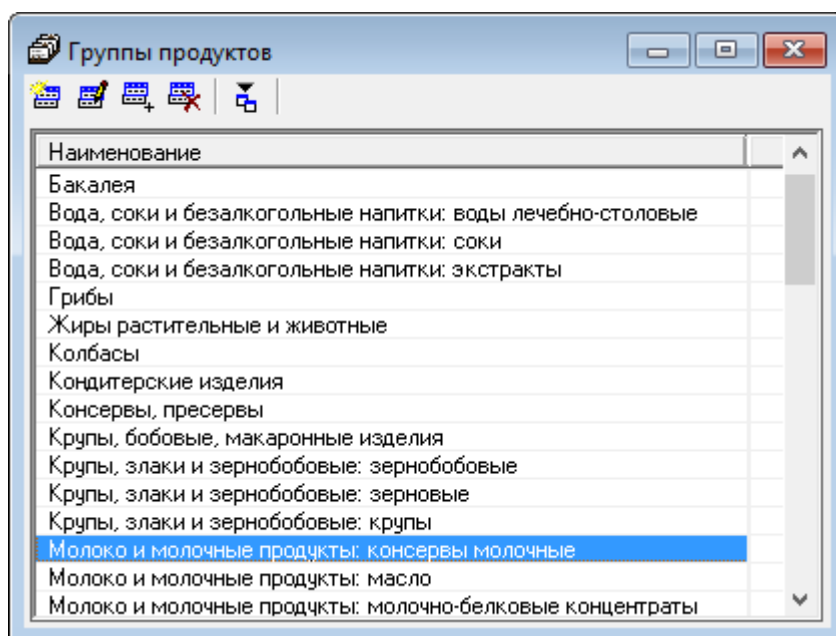 Группы продуктов
Наименование
Бакалея
Вода, соки и безалкогольные напитки: воды лечебно-столовые
Вода, соки и безалкогольные напитки: соки
Вода, соки и безалкогольные напитки: экстракты
Грибы
Жиры растительные и животные
Колбасы
Кондитерские изделия
Консервы, пресервы
Крупы, бобовые, макаронные изделия
Крупы, злаки и зернобобовые: зернобобовые
Крупы, злаки и зернобобовые: зерновые
Крупы, злаки и зернобобовые: крупы
Молоко и молочные продукты: консервы молочные
Молоко и молочные продукты: масло
Молоко и молочные продукты: молочно-белковые концентраты